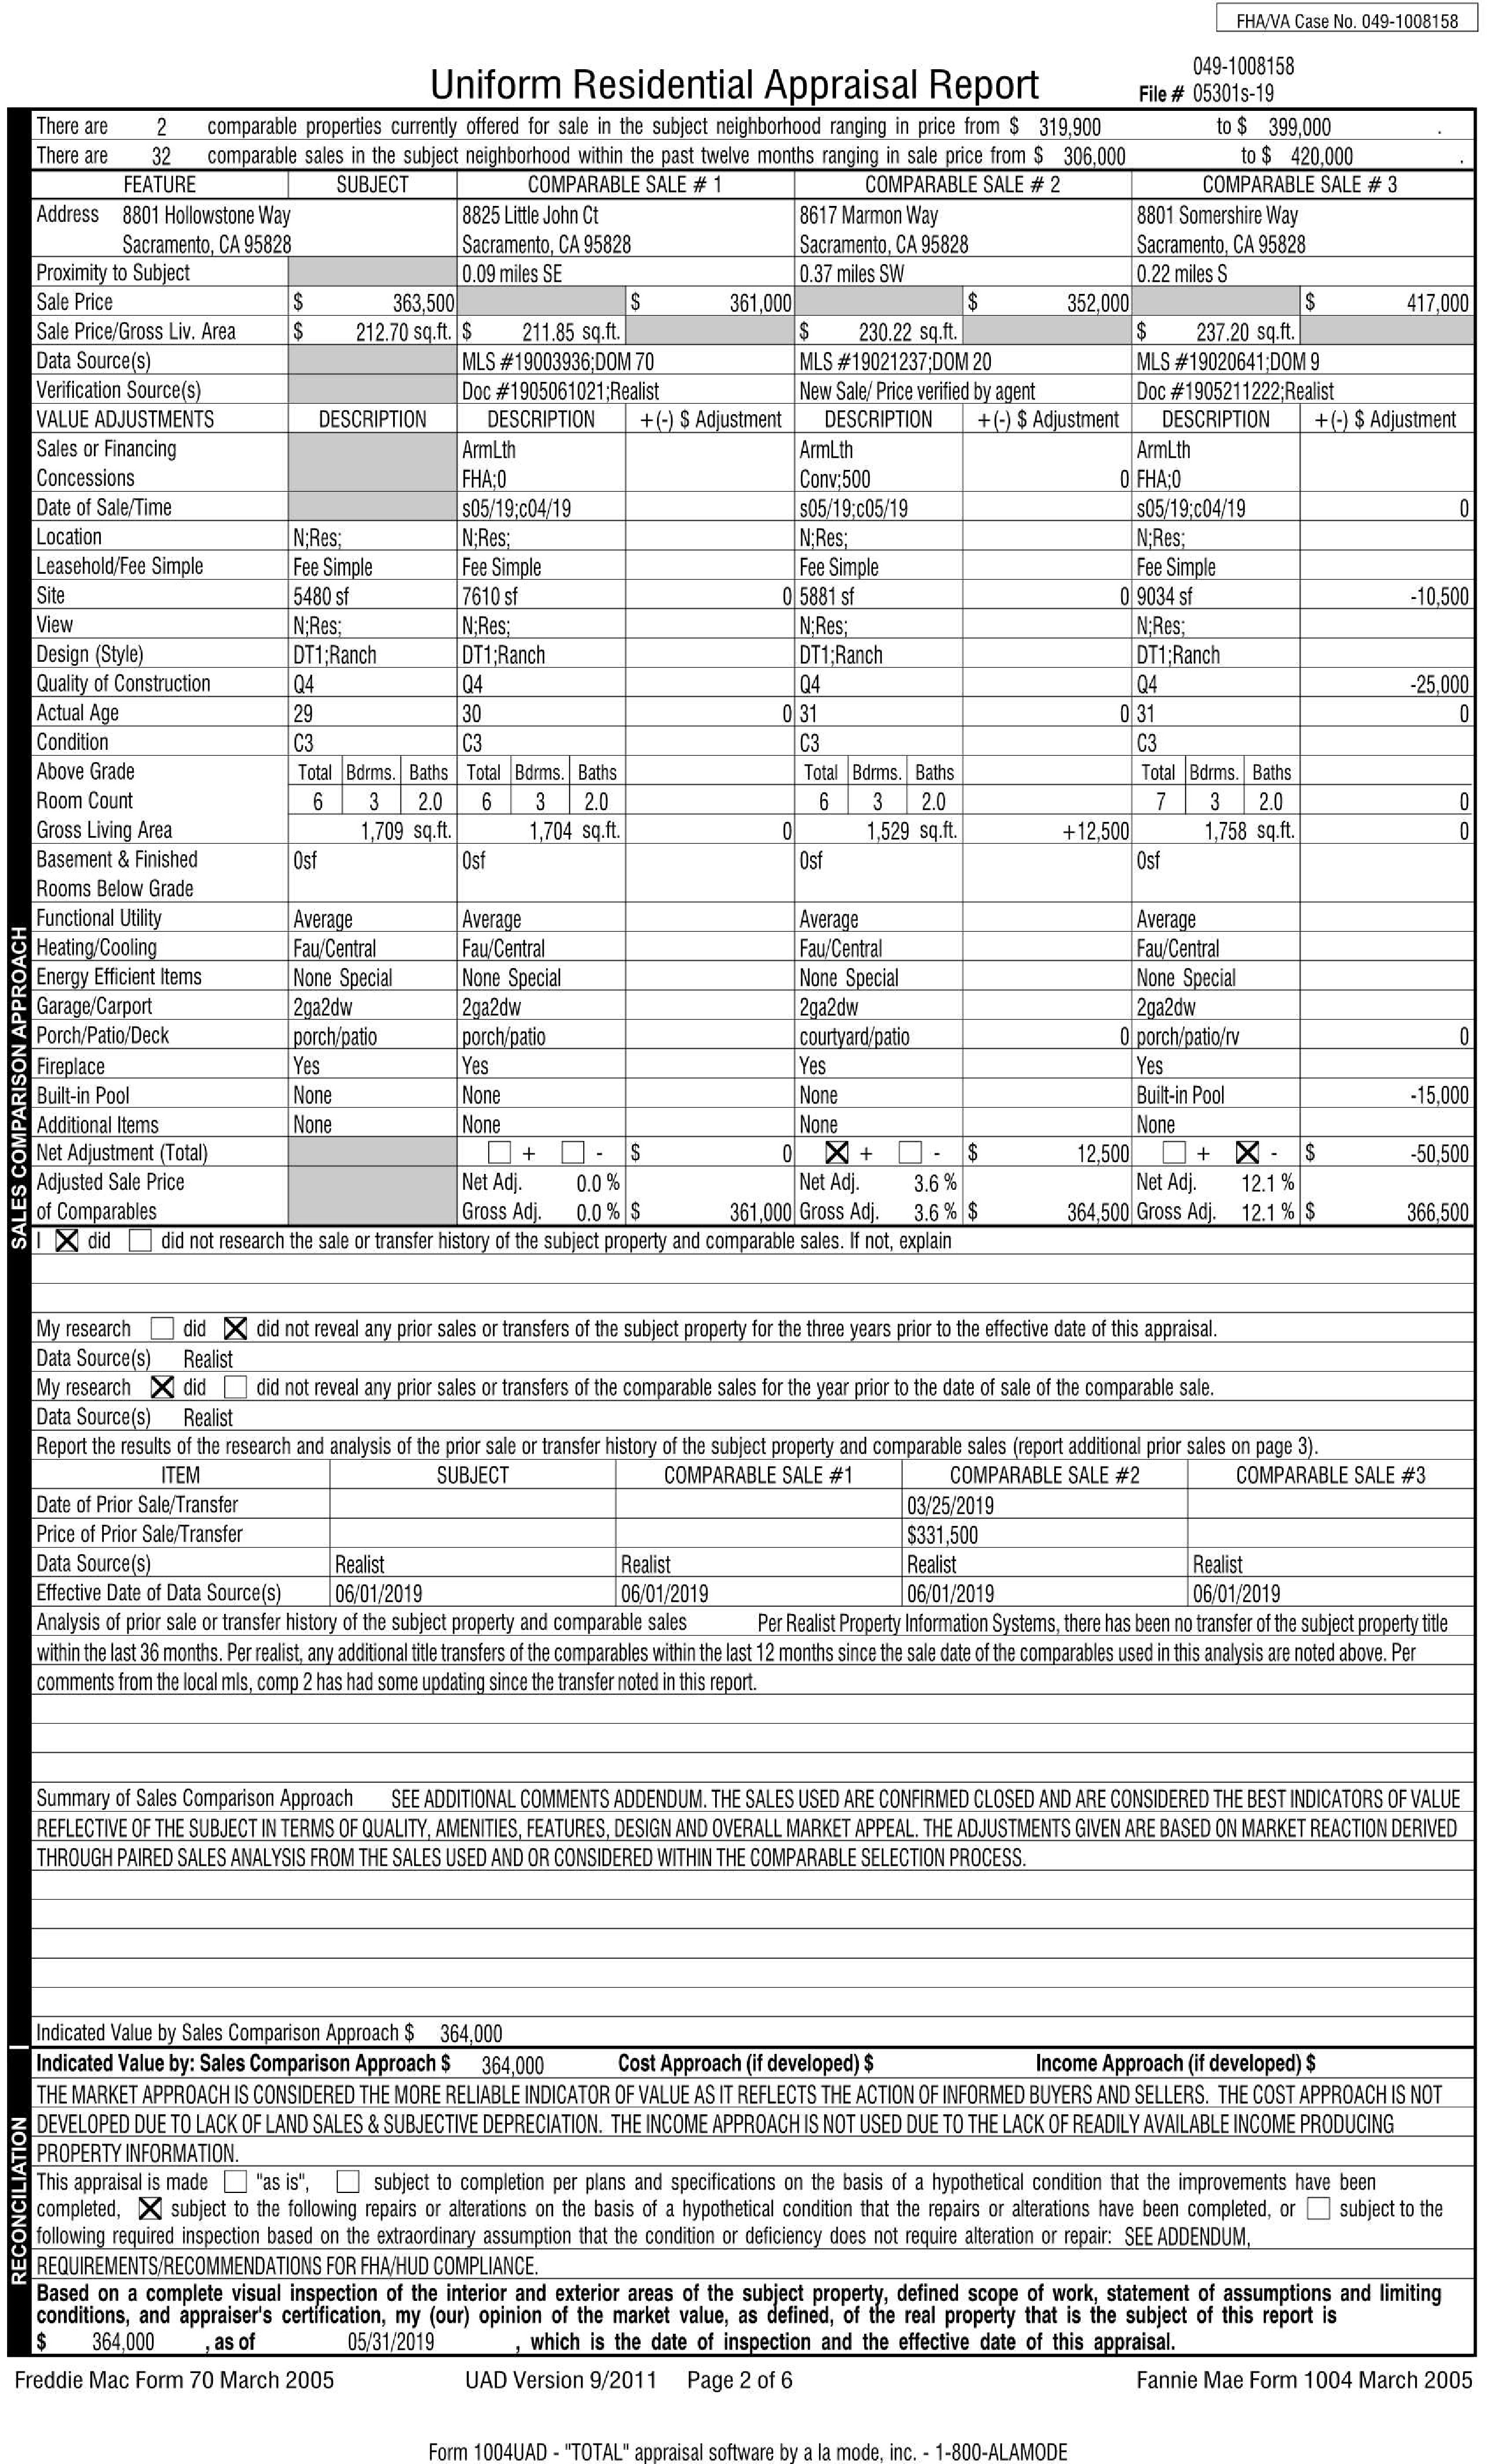 FHA/VA Case No. 049-1008158
049-1008158
Uniform Residential Appraisal Report File # 05301s-19
There are 2 comparable properties currently offered for sale in the subject neighborhood ranging in price from $ 319,900 to $ 399,000 .
There are 32 comparable sales in the subject neighborhood within the past twelve months ranging in sale price from $ 306,000 to $ 420,000 .
FEATURE SUBJECT COMPARABLE SALE # 1 COMPARABLE SALE # 2 COMPARABLE SALE # 3
Address 8801 Hollowstone Way 8825 Little John Ct 8617 Marmon Way 8801 Somershire Way
Sacramento, CA 95828 Sacramento, CA 95828 Sacramento, CA 95828 Sacramento, CA 95828
Proximity to Subject 0.09 miles SE 0.37 miles SW 0.22 miles S
Sale Price $ 363,500 $ 361,000 $ 352,000 $ 417,000
Sale Price/Gross Liv. Area $ 212.70 sq.ft. $ 211.85 sq.ft. $ 230.22 sq.ft. $ 237.20 sq.ft.
Data Source(s) MLS #19003936;DOM 70 MLS #19021237;DOM 20 MLS #19020641;DOM 9
Verification Source(s) Doc #1905061021;Realist New Sale/ Price verified by agent Doc #1905211222;Realist
VALUE ADJUSTMENTS DESCRIPTION DESCRIPTION +(-) $ Adjustment DESCRIPTION +(-) $ Adjustment DESCRIPTION +(-) $ Adjustment
Sales or Financing ArmLth ArmLth ArmLth
Concessions FHA;0 Conv;500 0 FHA;0
Date of Sale/Time s05/19;c04/19 s05/19;c05/19 s05/19;c04/19 0
Location N;Res; N;Res; N;Res; N;Res;
Leasehold/Fee Simple Fee Simple Fee Simple Fee Simple Fee Simple
Site 5480 sf 7610 sf 0 5881 sf 0 9034 sf -10,500
View N;Res; N;Res; N;Res; N;Res;
Design (Style) DT1;Ranch DT1;Ranch DT1;Ranch DT1;Ranch
Quality of Construction Q4 Q4 Q4 Q4 -25,000
Actual Age 29 30 0 31 0 31 0
Condition C3 C3 C3 C3
Above Grade Total Bdrms. Baths Total Bdrms. Baths Total Bdrms. Baths Total Bdrms. Baths
Room Count 6 3 2.0 6 3 2.0 6 3 2.0 7 3 2.0 0
Gross Living Area 1,709 sq.ft. 1,704 sq.ft. 0 1,529 sq.ft. +12,500 1,758 sq.ft. 0
Basement & Finished 0sf 0sf 0sf 0sf
Rooms Below Grade
Functional Utility Average Average Average Average
Heating/Cooling Fau/Central Fau/Central Fau/Central Fau/Central
Energy Efficient Items None Special None Special None Special None Special
Garage/Carport 2ga2dw 2ga2dw 2ga2dw 2ga2dw
Porch/Patio/Deck porch/patio porch/patio courtyard/patio 0 porch/patio/rv 0
Fireplace Yes Yes Yes Yes
Built-in Pool None None None Built-in Pool -15,000
Additional Items None None None None
Net Adjustment (Total) + - $ 0 X + - $ 12,500 + X - $ -50,500
Adjusted Sale Price Net Adj. 0.0 % Net Adj. 3.6 % Net Adj. 12.1 %
of Comparables Gross Adj. 0.0 % $ 361,000 Gross Adj. 3.6 % $ 364,500 Gross Adj. 12.1 % $ 366,500
SALES COMPARISON APPROACH
I X did did not research the sale or transfer history of the subject property and comparable sales. If not, explain
My research did X did not reveal any prior sales or transfers of the subject property for the three years prior to the effective date of this appraisal.
Data Source(s) Realist
My research X did did not reveal any prior sales or transfers of the comparable sales for the year prior to the date of sale of the comparable sale.
Data Source(s) Realist
Report the results of the research and analysis of the prior sale or transfer history of the subject property and comparable sales (report additional prior sales on page 3).
ITEM SUBJECT COMPARABLE SALE #1 COMPARABLE SALE #2 COMPARABLE SALE #3
Date of Prior Sale/Transfer 03/25/2019
Price of Prior Sale/Transfer $331,500
Data Source(s) Realist Realist Realist Realist
Effective Date of Data Source(s) 06/01/2019 06/01/2019 06/01/2019 06/01/2019
Analysis of prior sale or transfer history of the subject property and comparable sales Per Realist Property Information Systems, there has been no transfer of the subject property title
within the last 36 months. Per realist, any additional title transfers of the comparables within the last 12 months since the sale date of the comparables used in this analysis are noted above. Per
comments from the local mls, comp 2 has had some updating since the transfer noted in this report.
Summary of Sales Comparison Approach SEE ADDITIONAL COMMENTS ADDENDUM. THE SALES USED ARE CONFIRMED CLOSED AND ARE CONSIDERED THE BEST INDICATORS OF VALUE
REFLECTIVE OF THE SUBJECT IN TERMS OF QUALITY, AMENITIES, FEATURES, DESIGN AND OVERALL MARKET APPEAL. THE ADJUSTMENTS GIVEN ARE BASED ON MARKET REACTION DERIVED
THROUGH PAIRED SALES ANALYSIS FROM THE SALES USED AND OR CONSIDERED WITHIN THE COMPARABLE SELECTION PROCESS.
Indicated Value by Sales Comparison Approach $ 364,000
Indicated Value by: Sales Comparison Approach $ 364,000 Cost Approach (if developed) $ Income Approach (if developed) $
THE MARKET APPROACH IS CONSIDERED THE MORE RELIABLE INDICATOR OF VALUE AS IT REFLECTS THE ACTION OF INFORMED BUYERS AND SELLERS. THE COST APPROACH IS NOT
DEVELOPED DUE TO LACK OF LAND SALES & SUBJECTIVE DEPRECIATION. THE INCOME APPROACH IS NOT USED DUE TO THE LACK OF READILY AVAILABLE INCOME PRODUCING
PROPERTY INFORMATION.
RECONCILIATION
This appraisal is made "as is", subject to completion per plans and specifications on the basis of a hypothetical condition that the improvements have been
completed, X subject to the following repairs or alterations on the basis of a hypothetical condition that the repairs or alterations have been completed, or subject to the
following required inspection based on the extraordinary assumption that the condition or deficiency does not require alteration or repair: SEE ADDENDUM,
REQUIREMENTS/RECOMMENDATIONS FOR FHA/HUD COMPLIANCE.
Based on a complete visual inspection of the interior and exterior areas of the subject property, defined scope of work, statement of assumptions and limiting
conditions, and appraiser's certification, my (our) opinion of the market value, as defined, of the real property that is the subject of this report is
$ 364,000 , as of 05/31/2019 , which is the date of inspection and the effective date of this appraisal.
Freddie Mac Form 70 March 2005 UAD Version 9/2011 Page 2 of 6 Fannie Mae Form 1004 March 2005
Form 1004UAD - "TOTAL" appraisal software by a la mode, inc. - 1-800-ALAMODE